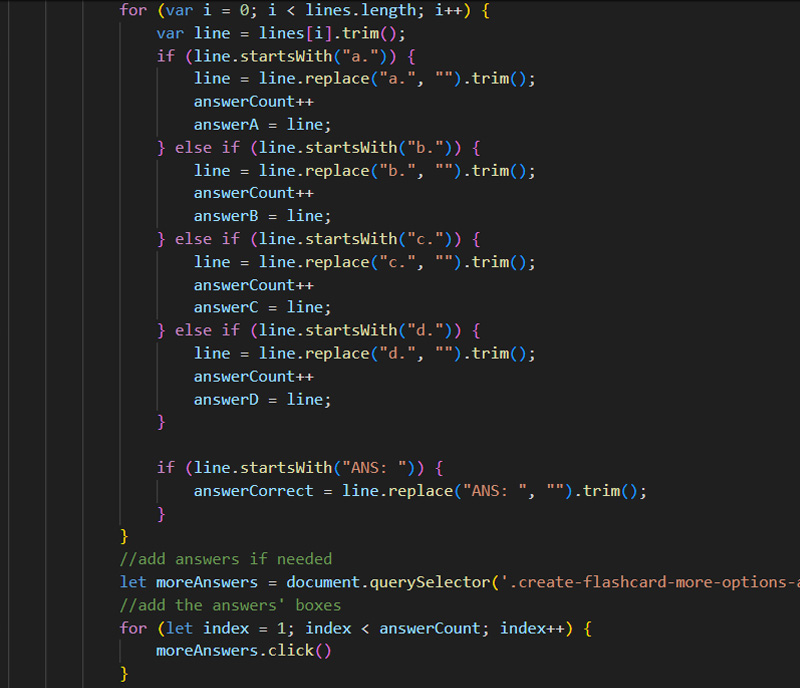 for (var i = 0; i < lines.length; i++) {
var line = lines[i].trim();
if (line.startsWith("a.")) {
line = line.replace("a.", "").trim();
answerCount++
answerA = line;
} else if (line.startsWith("b.")) {
line = line.replace("b.", "").trim();
answerCount++
answerB = line;
} else if (line.startsWith("c.")) {
line = line.replace("c.", "").trim();
answerCount++
answerC = line;
} else if (line.startsWith("d.")) {
line = line.replace("d.", "").trim();
answerCount++
answerD = line;
}
if (line.startsWith("ANS: ")) {
answerCorrect = line.replace("ANS: ", "").trim();
}
}
//add answers if needed
let moreAnswers = document.querySelector('.create-flashcard-more-options-
//add the answers' boxes
for (let index = 1; index < answerCount; index++) {
moreAnswers.click()
}